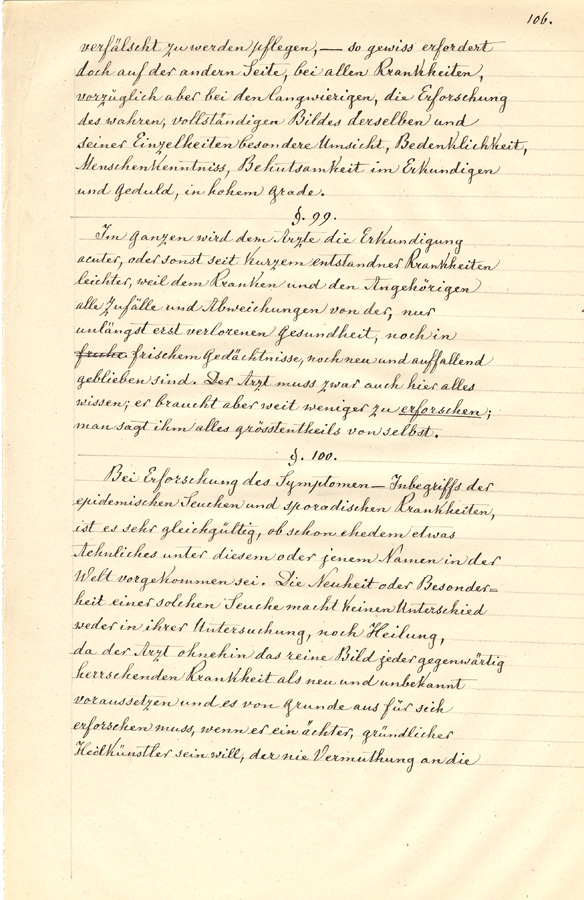 106.
verfälscht zu werden pflegen, — so gewiss erfordert
doch auf der andern Seite, bei allen Krankheiten,
vorzüglich aber bei den langwierigen, die Erforschung
des wahren, vollständigen Bildes derselben und
seiner Einzelkeiten besondere Umsicht, Bedenklichkeit,
Menschenkenntniss, Behutsamkeit im Erkundigen
und Geduld, in hohem Grade.
§. 99.
Im Ganzen wird dem Arzte die Erkundigung
acuter, oder sonst seit Kurzem entstandner Krankheiten
leichter, weil dem Kranken und den Angehörigen
alle Zufälle und Abweichungen von der, nur
unlängst erst verlorenen Gesundheit, noch in
frischem Gedächtnisse, noch neu und auffallend
geblieben sind. Der Arzt muss zwar auch hier alles
wissen; er braucht aber weit weniger zu erforschen;
man sagt ihm alles grösstentheils von selbst.
§. 100.
Bei Erforschung des Symptomen—Inbegriffs der
epidemischen Seuchen und sporadischen Krankheiten,
ist es sehr gleichgültig, ob schon ehedem etwas
Aehnliches unter diesem oder jenem Namen in der
Welt vorgekommen sei. Die Neuheit oder Besonder=
heit einer solchen Seuche macht keinen Unterschied
weder in ihrer Untersuchung, noch Heilung,
da der Arzt ohnehin das reine Bild jeder gegenwärtig
herrschenden Krankheit als neu und unbekannt
voraussetzen und es von Grunde aus für sich
erforschen muss, wenn er ein ächter, gründlicher
Heilkünstler sein will, der nie Vermuthung an die